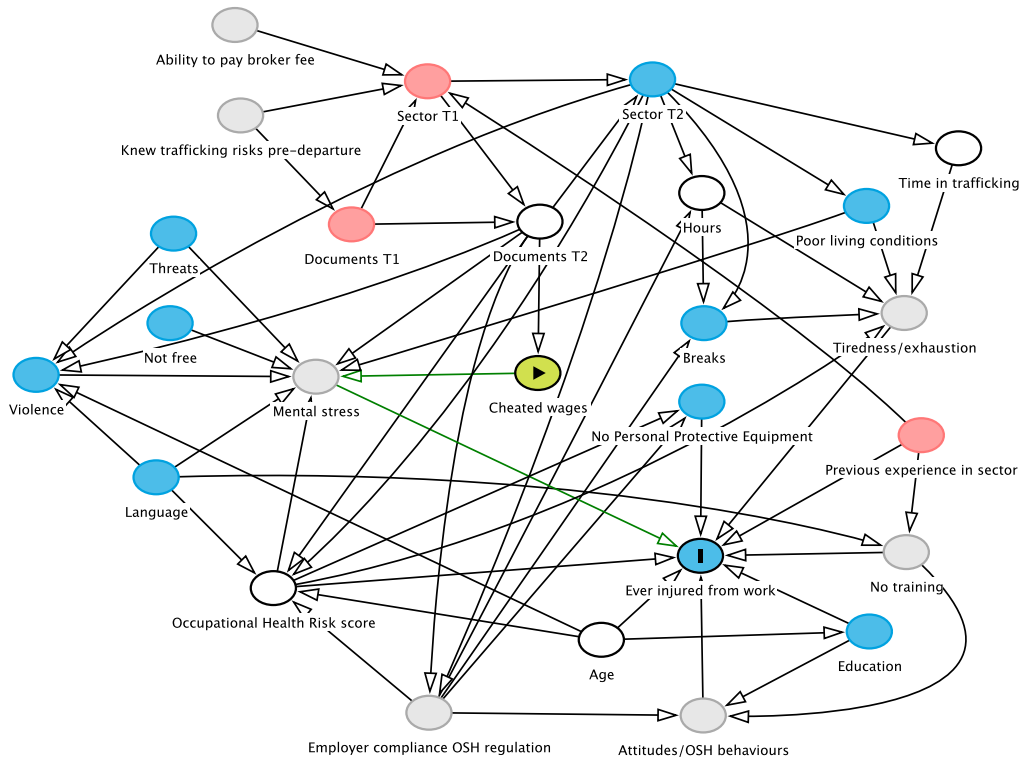 Ability to pay broker fee
Sector T1
Sector T2
Knew trafficking risks pre-departure
Time in trafficking
Hours
Poor living conditions
Documents T1
Documents T2
Threats
Tiredness/exhaustion
Not free
Breaks
Violence
Mental stress
Cheated wages
No Personal Protective Equipment
Previous experience in sector
Language
Ever injured from work
No training
Occupational Health Risk score
Age
Education
Employer compliance OSH regulation
Attitudes/OSH behaviours